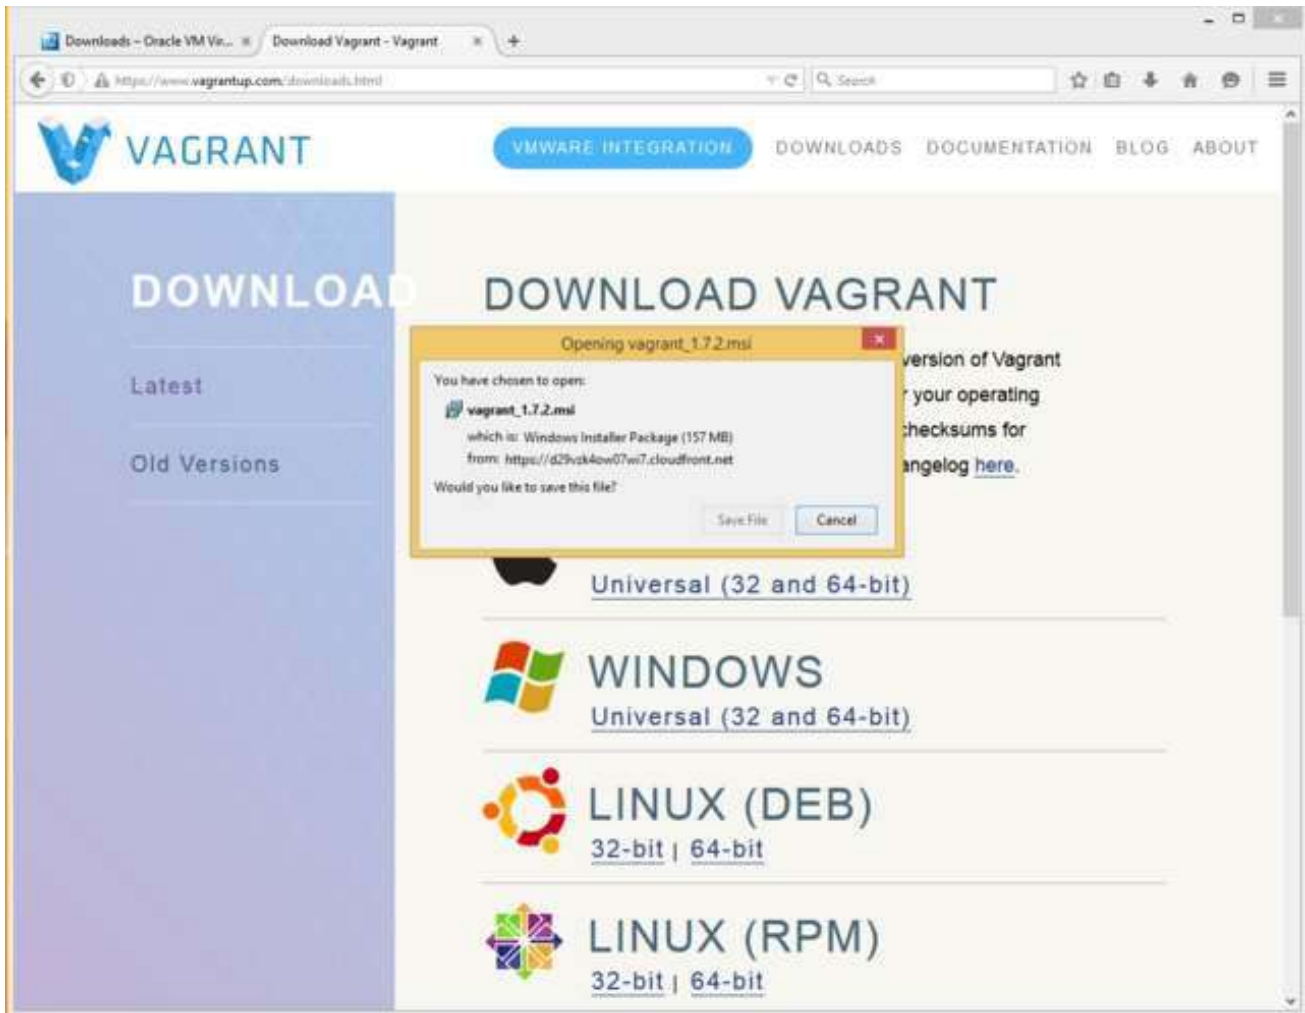 Downloads – Oracle VM Vir...
Download Vagrant - Vagrant
https://www.vagrantup.com/downloads.html
Search
VAGRANT
VMWARE INTEGRATION
DOWNLOADS
DOCUMENTATION
BLOG
ABOUT
DOWNLOAD
Latest
Old Versions
DOWNLOAD VAGRANT
version of Vagrant
your operating
checksums for
angelog here.
Opening vagrant_1.7.2.msi
You have chosen to open:
vagrant_1.7.2.msi
which is: Windows Installer Package (157 MB)
from:
Would you like to save this file?
Save File
Cancel
Universal (32 and 64-bit)
WINDOWS
Universal (32 and 64-bit)
LINUX (DEB)
32-bit | 64-bit
LINUX (RPM)
32-bit | 64-bit